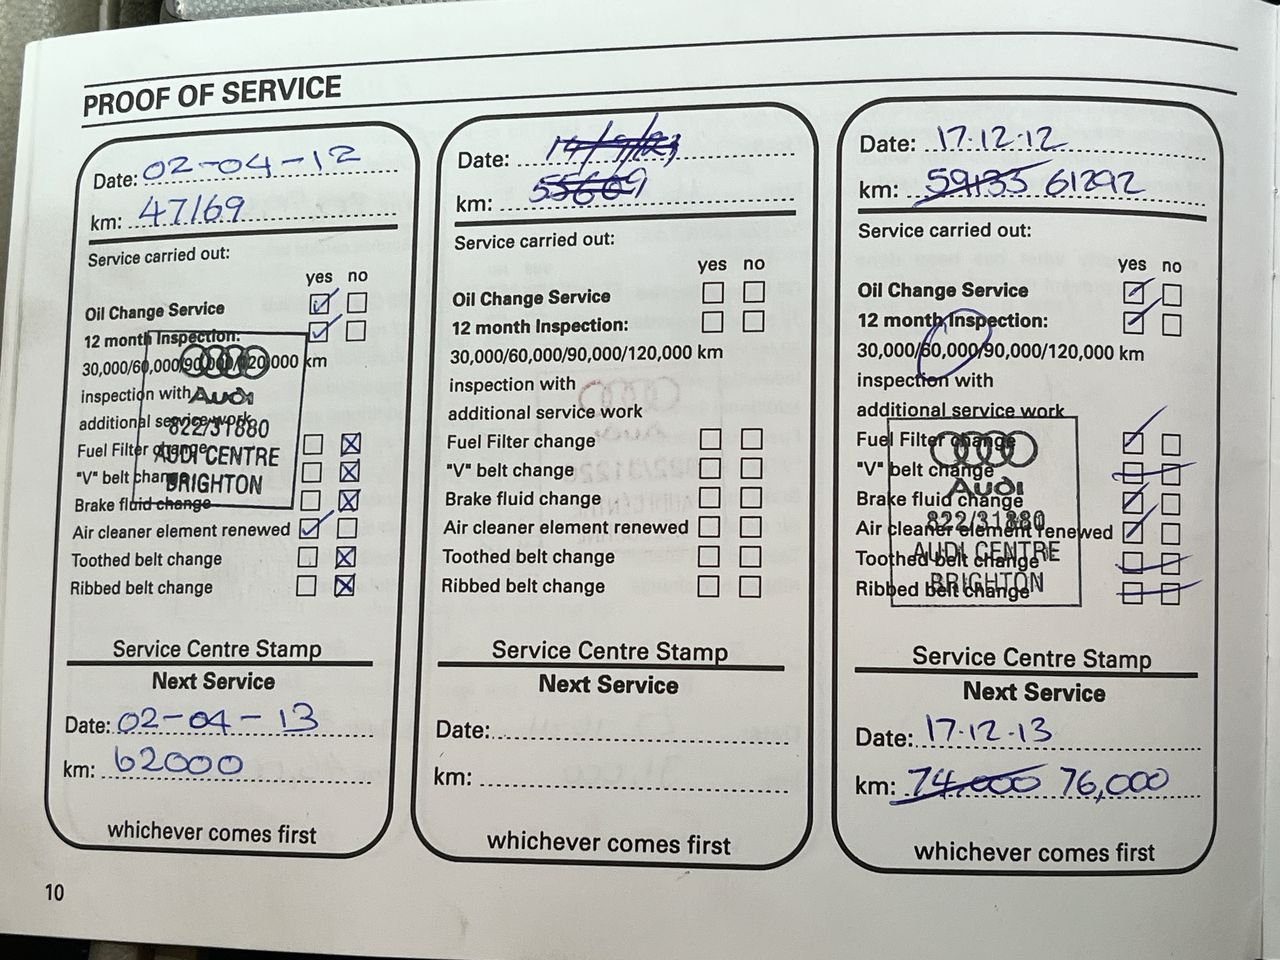 PROOF OF SERVICE
Date: 02-04-12
km: 47169
Service carried out:
yes no
Oil Change Service
12 month Inspection:
30,000/60,000/90,000/120,000 km
inspection with
additional service work
Fuel Filter change
"V" belt change
Brake fluid change
Air cleaner element renewed
Toothed belt change
Ribbed belt change
Audi
822/31880
AUDI CENTRE
BRIGHTON
Service Centre Stamp
Next Service
Date: 02-04-13
km: 62000
whichever comes first
Date:
km: 55609
Service carried out:
yes no
Oil Change Service
12 month Inspection:
30,000/60,000/90,000/120,000 km
inspection with
additional service work
Fuel Filter change
"V" belt change
Brake fluid change
Air cleaner element renewed
Toothed belt change
Ribbed belt change
Service Centre Stamp
Next Service
Date:
km:
whichever comes first
Date: 17.12.12
km: 59135 61292
Service carried out:
yes no
Oil Change Service
12 month Inspection:
30,000/60,000/90,000/120,000 km
inspection with
additional service work
Fuel Filter change
"V" belt change
Brake fluid change
Air cleaner element renewed
Toothed belt change
Ribbed belt change
Audi
822/31880
AUDI CENTRE
BRIGHTON
Service Centre Stamp
Next Service
Date: 17.12.13
km: 74,000 76,000
whichever comes first
10